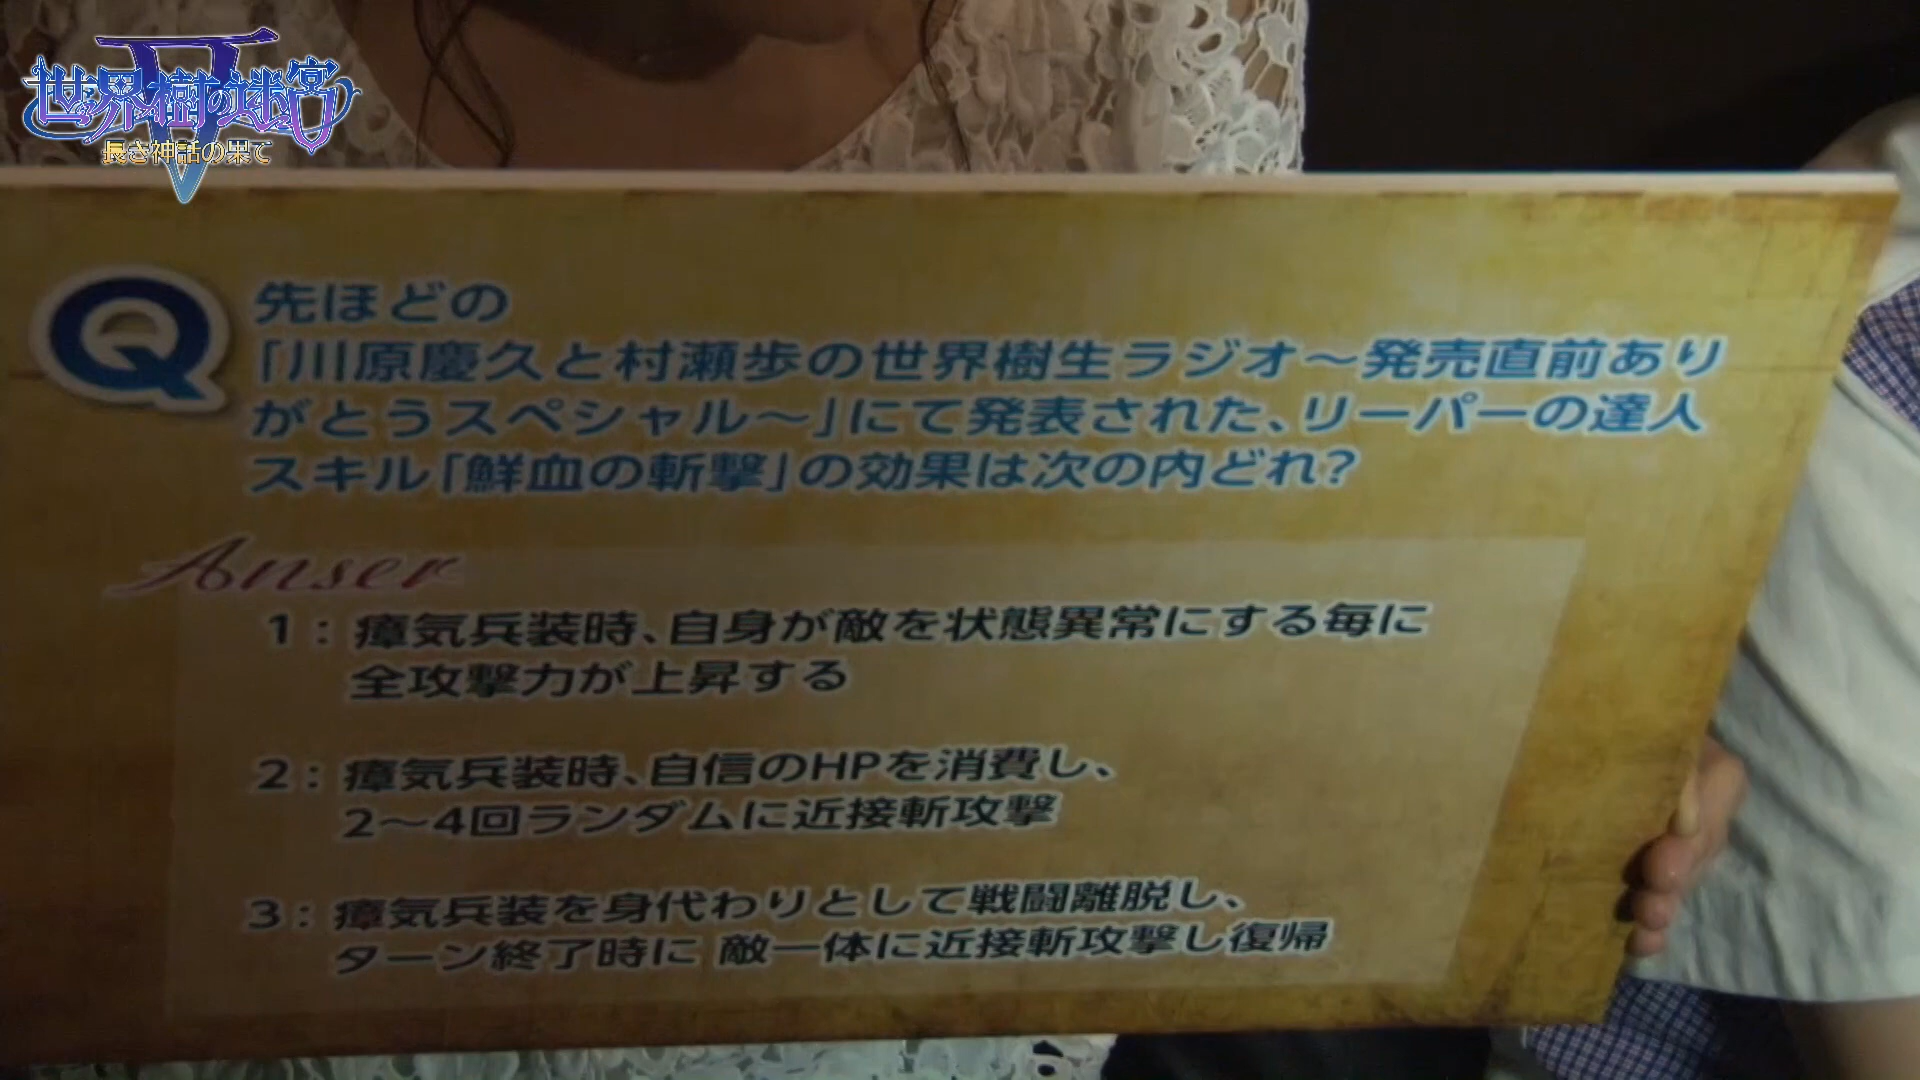 世界樹の迷宮V
長き神話の果て
Q 先ほどの
「川原慶久と村瀬歩の世界樹生ラジオ～発売直前あり
がとうスペシャル～」にて発表された、リーパーの達人
スキル「鮮血の斬撃」の効果は次の内どれ?
Anser
1：瘴気兵装時、自身が敵を状態異常にする毎に
全攻撃力が上昇する
2：瘴気兵装時、自信のHPを消費し、
2～4回ランダムに近接斬攻撃
3：瘴気兵装を身代わりとして戦闘離脱し、
ターン終了時に 敵一体に近接斬攻撃し復帰